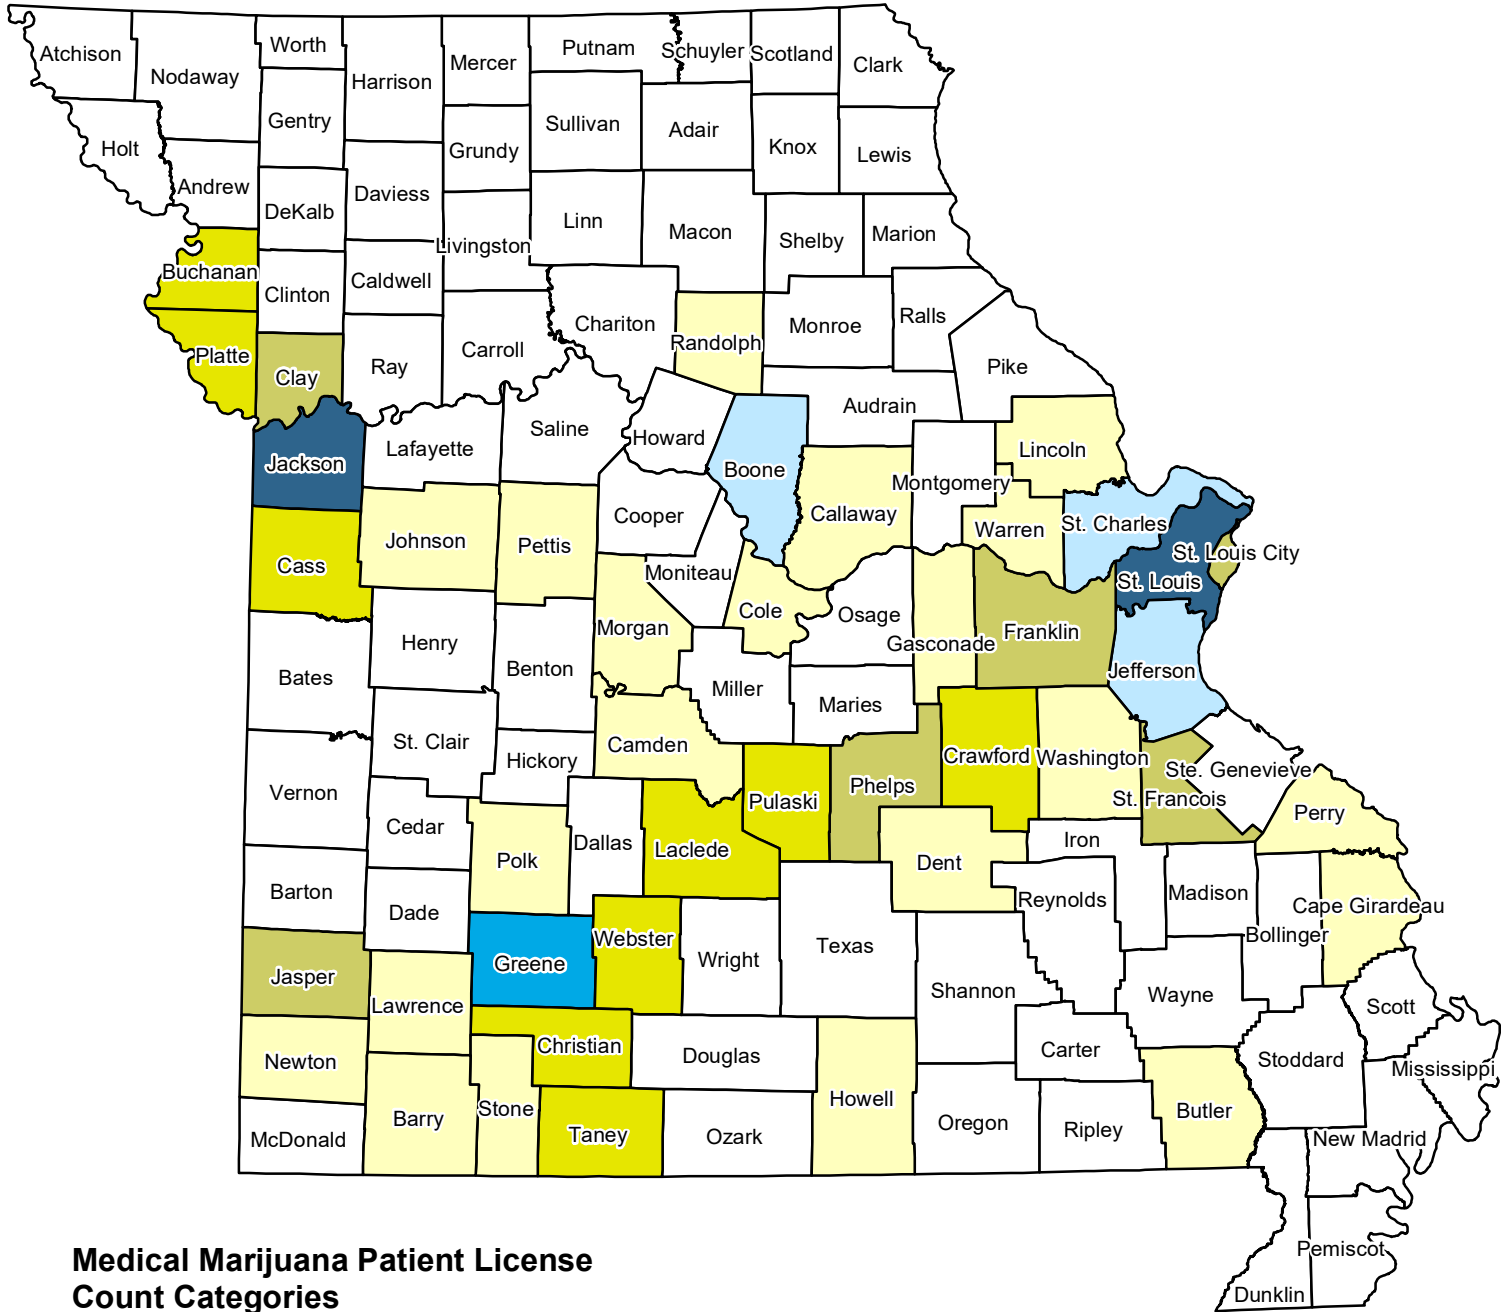 Atchison
Nodaway
Worth
Harrison
Mercer
Putnam
Schuyler
Scotland
Clark
Gentry
Sullivan
Adair
Knox
Lewis
Holt
Andrew
DeKalb
Daviess
Grundy
Linn
Macon
Shelby
Marion
Livingston
Buchanan
Clinton
Caldwell
Chariton
Randolph
Monroe
Ralls
Platte
Clay
Ray
Carroll
Pike
Audrain
Jackson
Lafayette
Saline
Howard
Boone
Lincoln
Montgomery
Callaway
Warren
St. Charles
Cass
Johnson
Pettis
Cooper
Moniteau
St. Louis City
St. Louis
Cole
Osage
Morgan
Franklin
Gasconade
Henry
Benton
Jefferson
Bates
Miller
Maries
St. Clair
Camden
Hickory
Crawford
Washington
Ste. Genevieve
Vernon
Pulaski
Phelps
St. Francois
Perry
Cedar
Polk
Dallas
Laclede
Iron
Dent
Barton
Dade
Reynolds
Madison
Cape Girardeau
Bollinger
Webster
Texas
Wright
Greene
Jasper
Lawrence
Shannon
Wayne
Scott
Newton
Christian
Douglas
Carter
Stoddard
Mississippi
Barry
Stone
Howell
Butler
McDonald
Taney
Ozark
Oregon
Ripley
New Madrid
Pemiscot
Dunklin
Medical Marijuana Patient License
Count Categories